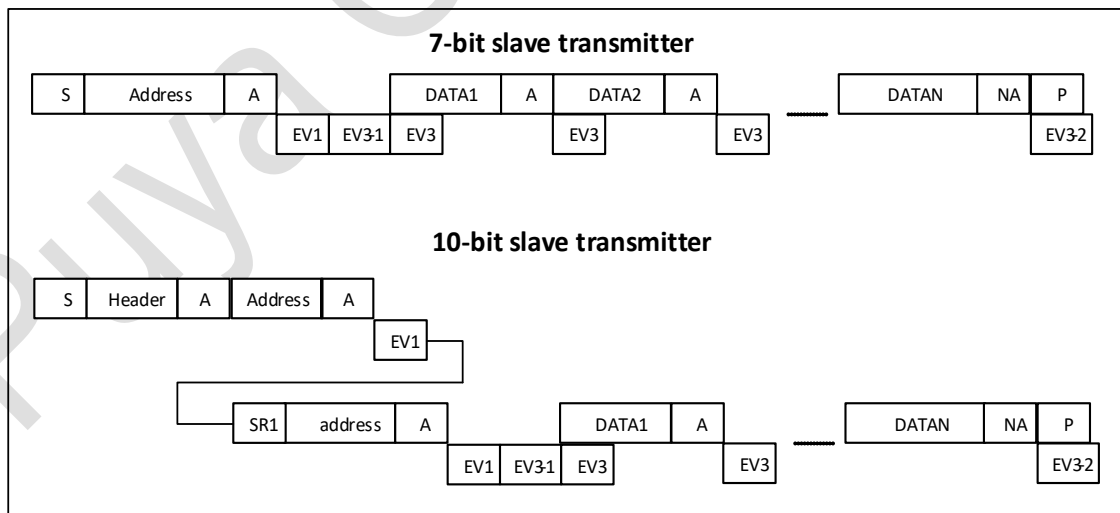 7-bit slave transmitter
S Address A DATA1 A DATA2 A DATAN NA P
EV1 EV3-1 EV3 EV3 EV3 EV3-2
10-bit slave transmitter
S Header A Address A
EV1
SR1 address A DATA1 A DATAN NA P
EV1 EV3-1 EV3 EV3 EV3-2
Puya